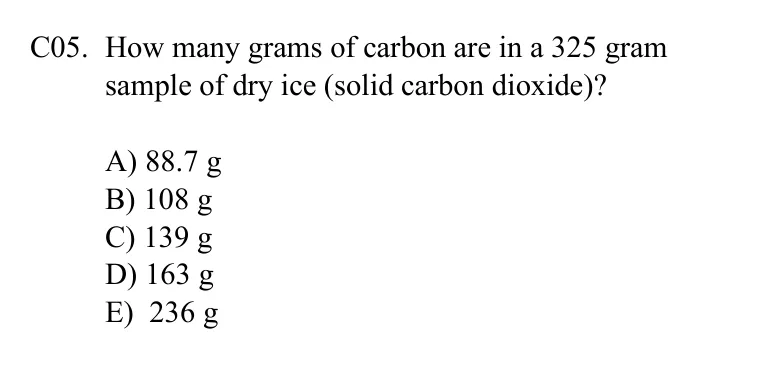 C05. How many grams of carbon are in a 325 gram
sample of dry ice (solid carbon dioxide)?
A) 88.7 g
B) 108 g
C) 139 g
D) 163 g
E) 236 g